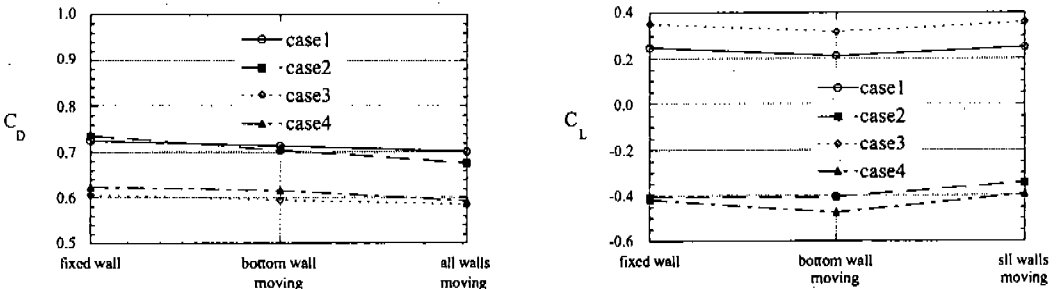 1.0
0.9
0.8
0.7
0.6
0.5
C_D
case1
case2
case3
case4
fixed wall
bottom wall
moving
all walls
moving
0.4
0.2
0.0
-0.2
-0.4
-0.6
C_L
case1
case2
case3
case4
fixed wall
bottom wall
moving
sll walls
moving